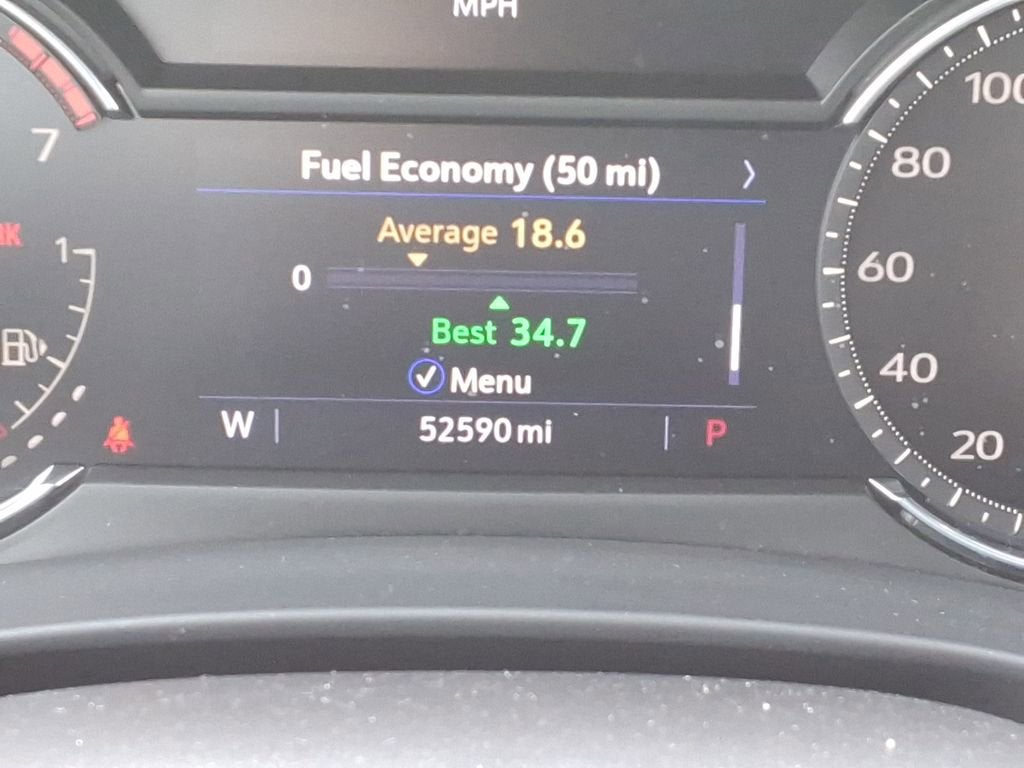 MPH
7
100
Fuel Economy (50 mi)
80
Average 18.6
1
0
60
Best 34.7
Menu
40
W
52590 mi
P
20